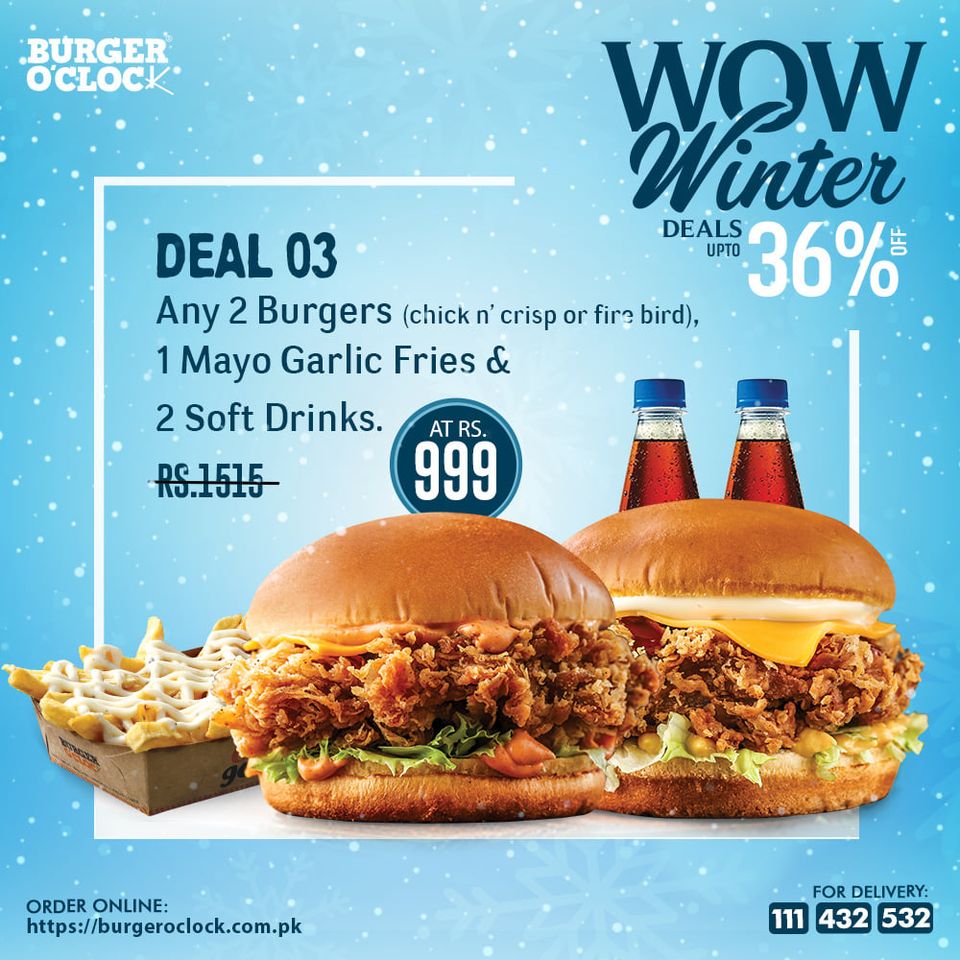 BURGER
O'CLOCK
WOW
Winter
DEALS
UPTO
36%
OFF
DEAL 03
Any 2 Burgers (chick n' crisp or fire bird),
1 Mayo Garlic Fries &
2 Soft Drinks.
RS.1515
AT RS.
999
BURGER
ORDER ONLINE:
https://burgeroclock.com.pk
FOR DELIVERY:
111 432 532